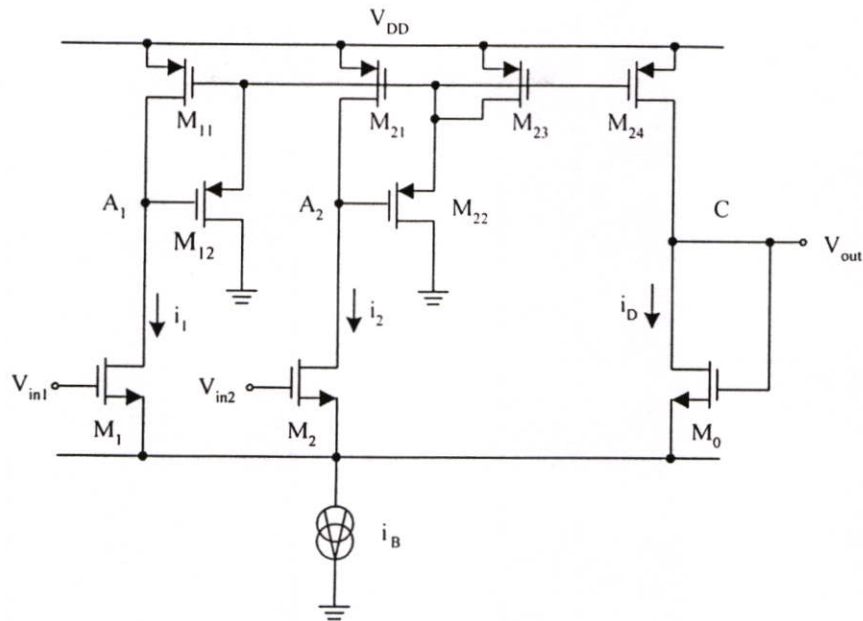 V_DD
M_11
M_21
M_23
M_24
A_1
M_12
A_2
M_22
C
V_out
i_1
i_2
i_D
V_in1
M_1
V_in2
M_2
M_0
i_B